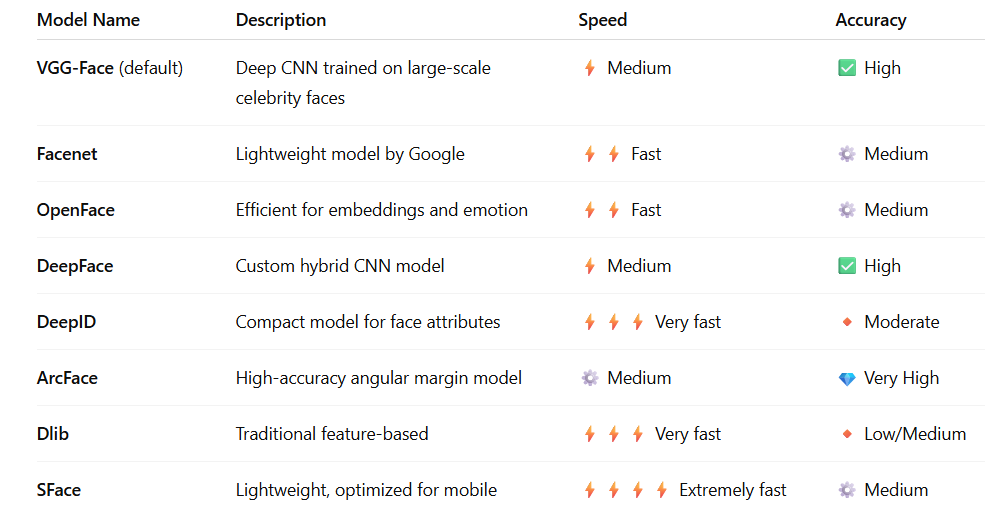 Model Name Description Speed Accuracy
VGG-Face (default) Deep CNN trained on large-scale ⚡ Medium ✅ High
celebrity faces
Facenet Lightweight model by Google ⚡ ⚡ Fast ⚙️ Medium
OpenFace Efficient for embeddings and emotion ⚡ ⚡ Fast ⚙️ Medium
DeepFace Custom hybrid CNN model ⚡ Medium ✅ High
DeepID Compact model for face attributes ⚡ ⚡ ⚡ Very fast 🔸 Moderate
ArcFace High-accuracy angular margin model ⚙️ Medium 💎 Very High
Dlib Traditional feature-based ⚡ ⚡ ⚡ Very fast 🔸 Low/Medium
SFace Lightweight, optimized for mobile ⚡ ⚡ ⚡ ⚡ Extremely fast ⚙️ Medium